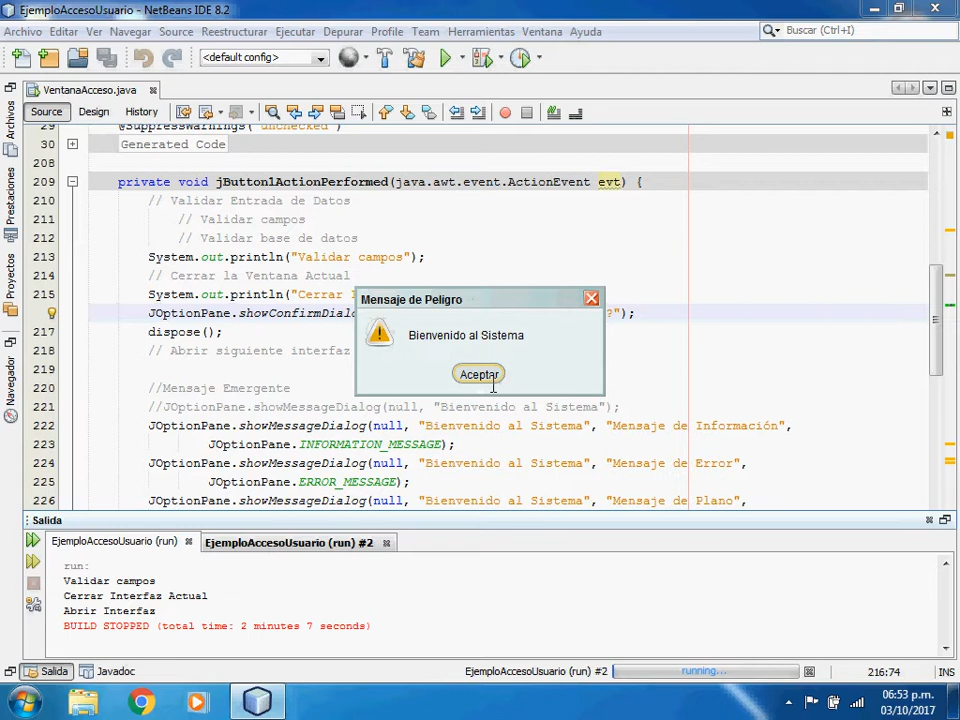 EjemploAccesoUsuario - NetBeans IDE 8.2
Archivo Editar Ver Navegar Source Reestructurar Ejecutar Depurar Profile Team Herramientas Ventana Ayuda
Buscar (Ctrl+I)
<default config>
VentanaAcceso.java
Source Design History
29 @SuppressWarnings("unchecked")
30 Generated Code
208
209 private void jButton1ActionPerformed(java.awt.event.ActionEvent evt) {
210 // Validar Entrada de Datos
211 // Validar campos
212 // Validar base de datos
213 System.out.println("Validar campos");
214 // Cerrar la Ventana Actual
215 System.out.println("Cerrar
JOptionPane.showConfirmDialo ?");
217 dispose();
218 // Abrir siguiente interfaz
219
220 //Mensaje Emergente
221 //JOptionPane.showMessageDialog(null, "Bienvenido al Sistema");
222 JOptionPane.showMessageDialog(null, "Bienvenido al Sistema", "Mensaje de Información",
223 JOptionPane.INFORMATION_MESSAGE);
224 JOptionPane.showMessageDialog(null, "Bienvenido al Sistema", "Mensaje de Error",
225 JOptionPane.ERROR_MESSAGE);
226 JOptionPane.showMessageDialog(null, "Bienvenido al Sistema", "Mensaje de Plano",
Mensaje de Peligro
Bienvenido al Sistema
Aceptar
Archivos
Prestaciones
Proyectos
Navegador
Salida
EjemploAccesoUsuario (run) EjemploAccesoUsuario (run) #2
run:
Validar campos
Cerrar Interfaz Actual
Abrir Interfaz
BUILD STOPPED (total time: 2 minutes 7 seconds)
Salida Javadoc EjemploAccesoUsuario (run) #2 running... 216:74 INS
06:53 p.m.
03/10/2017